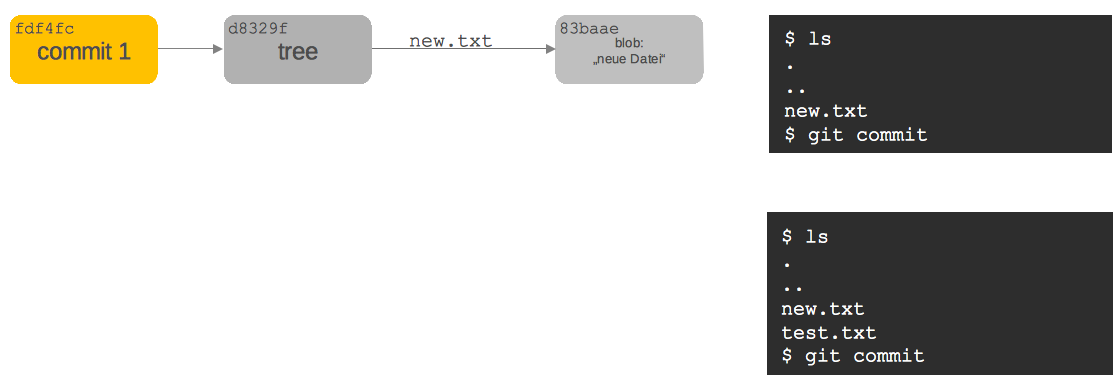 fdf4fc
commit 1
d8329f
tree
new.txt
83baae
blob:
„neue Datei“
$ ls
.
..
new.txt
$ git commit
$ ls
.
..
new.txt
test.txt
$ git commit